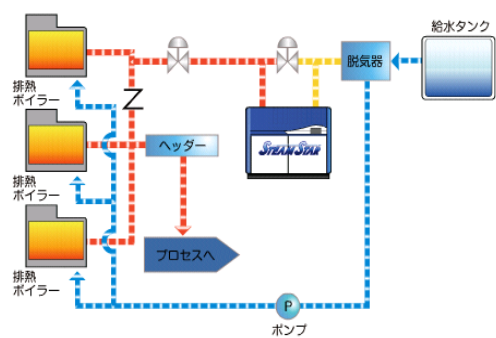 給水タンク
脱気器
排熱
ボイラー
STEAM STAR
ヘッダー
排熱
ボイラー
プロセスへ
排熱
ボイラー
P
ポンプ